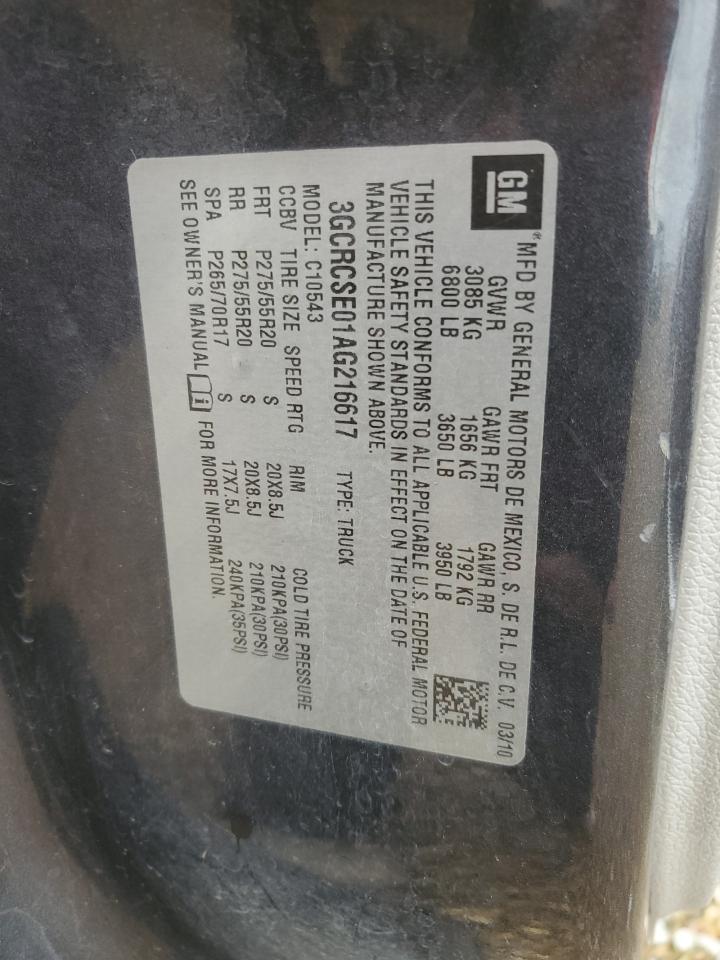 GM
® MFD BY GENERAL MOTORS DE MEXICO, S. DE R.L. DE C.V. 03/10
GVWR GAWR FRT GAWR RR
3085 KG 1656 KG 1792 KG
6800 LB 3650 LB 3950 LB
THIS VEHICLE CONFORMS TO ALL APPLICABLE U.S. FEDERAL MOTOR
VEHICLE SAFETY STANDARDS IN EFFECT ON THE DATE OF
MANUFACTURE SHOWN ABOVE.
3GCRCSE01AG216617 TYPE: TRUCK
MODEL: C10543
CCBV TIRE SIZE SPEED RTG RIM COLD TIRE PRESSURE
FRT P275/55R20 S 20X8.5J 210KPA(30PSI)
RR P275/55R20 S 20X8.5J 210KPA(30PSI)
SPA P265/70R17 S 17X7.5J 240KPA(35PSI)
SEE OWNER'S MANUAL i FOR MORE INFORMATION.